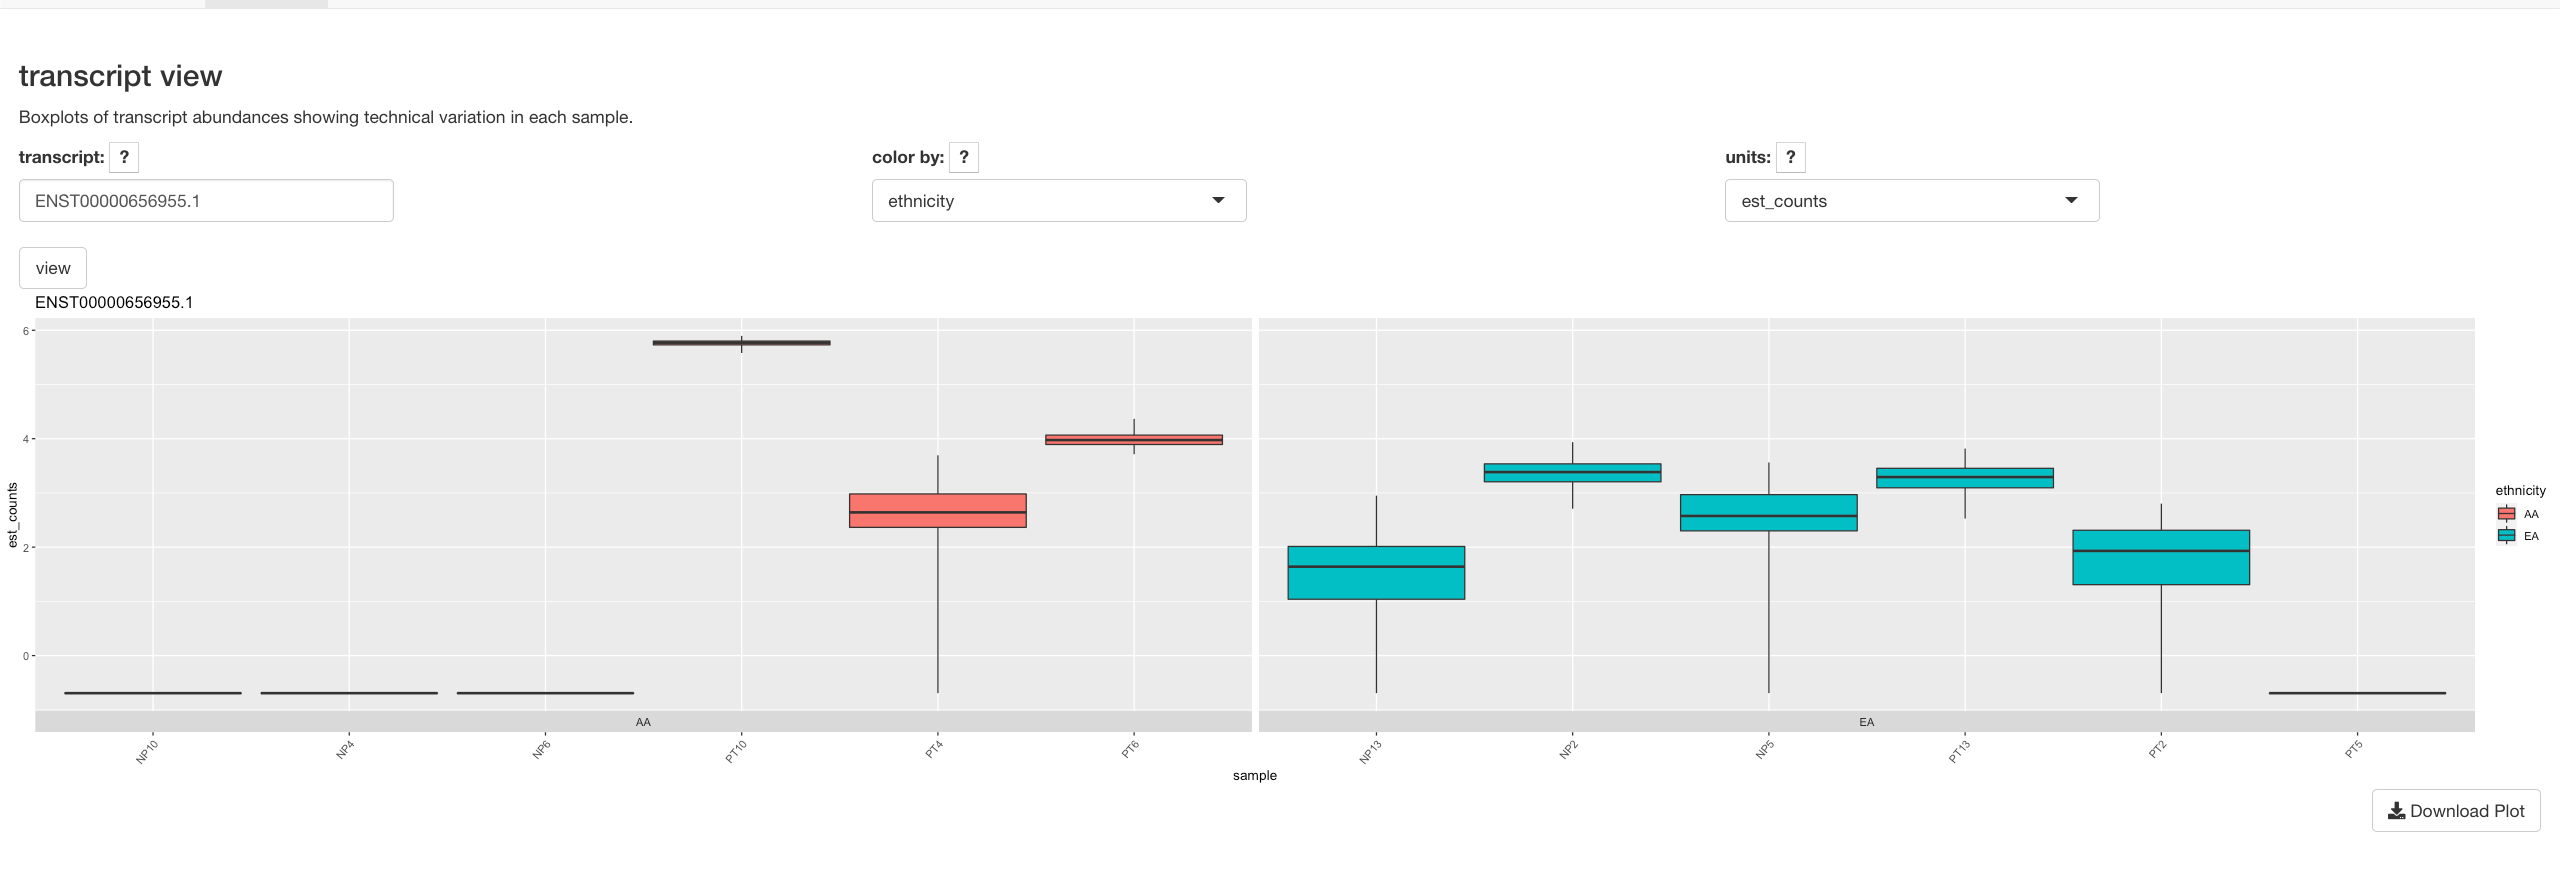 transcript view
Boxplots of transcript abundances showing technical variation in each sample.
transcript: ? color by: ? units: ?
ENST00000656955.1 ethnicity est_counts
view
ENST00000656955.1
6
4
2
0
est_counts
AA EA
NP10 NP4 NP6 PT10 PT4 PT6 NP13 NP2 NP5 PT13 PT2 PT5
sample
ethnicity
AA
EA
Download Plot